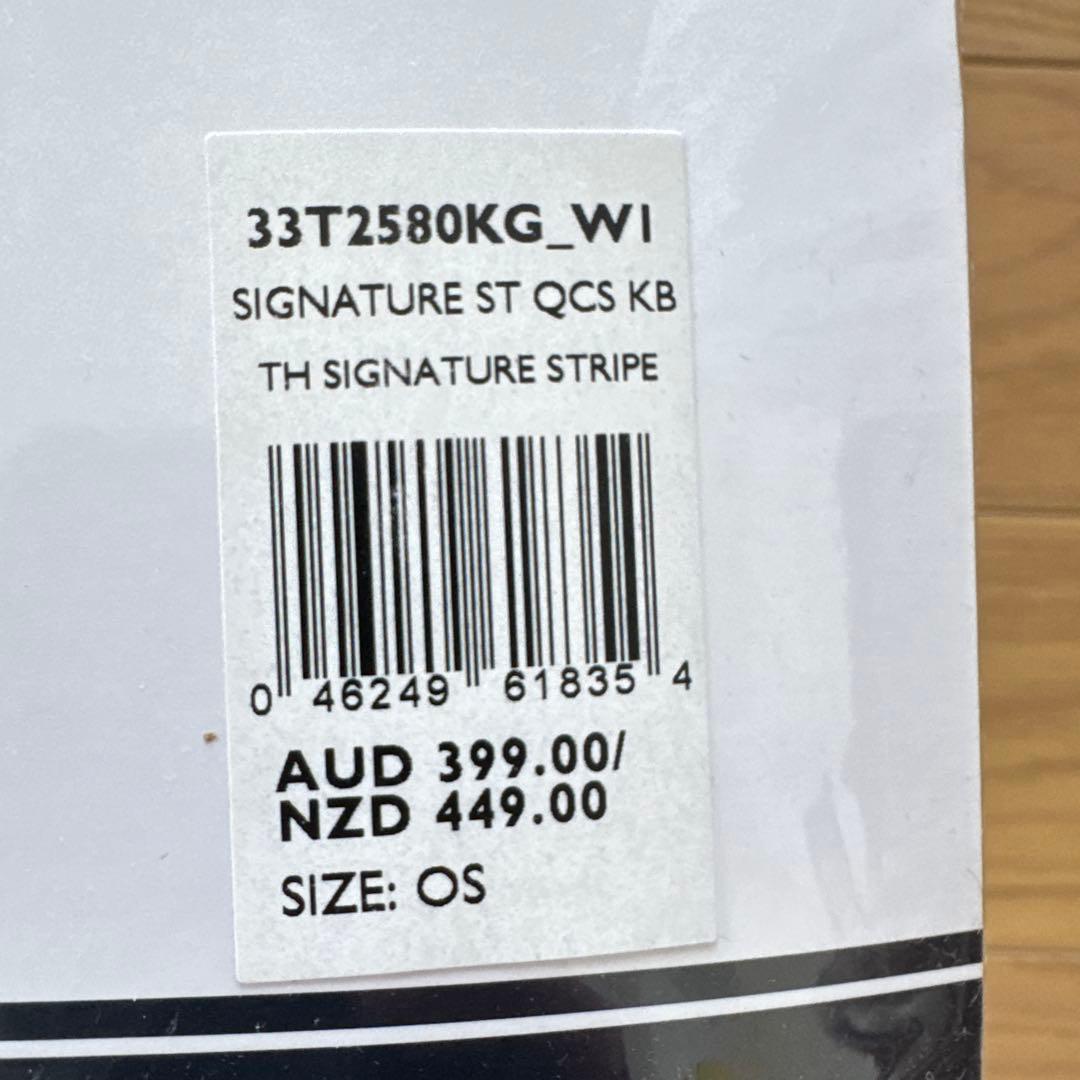 33T2580KG_W1
SIGNATURE ST QCS KB
TH SIGNATURE STRIPE
0 46249 61835 4
AUD 399.00/
NZD 449.00
SIZE: OS